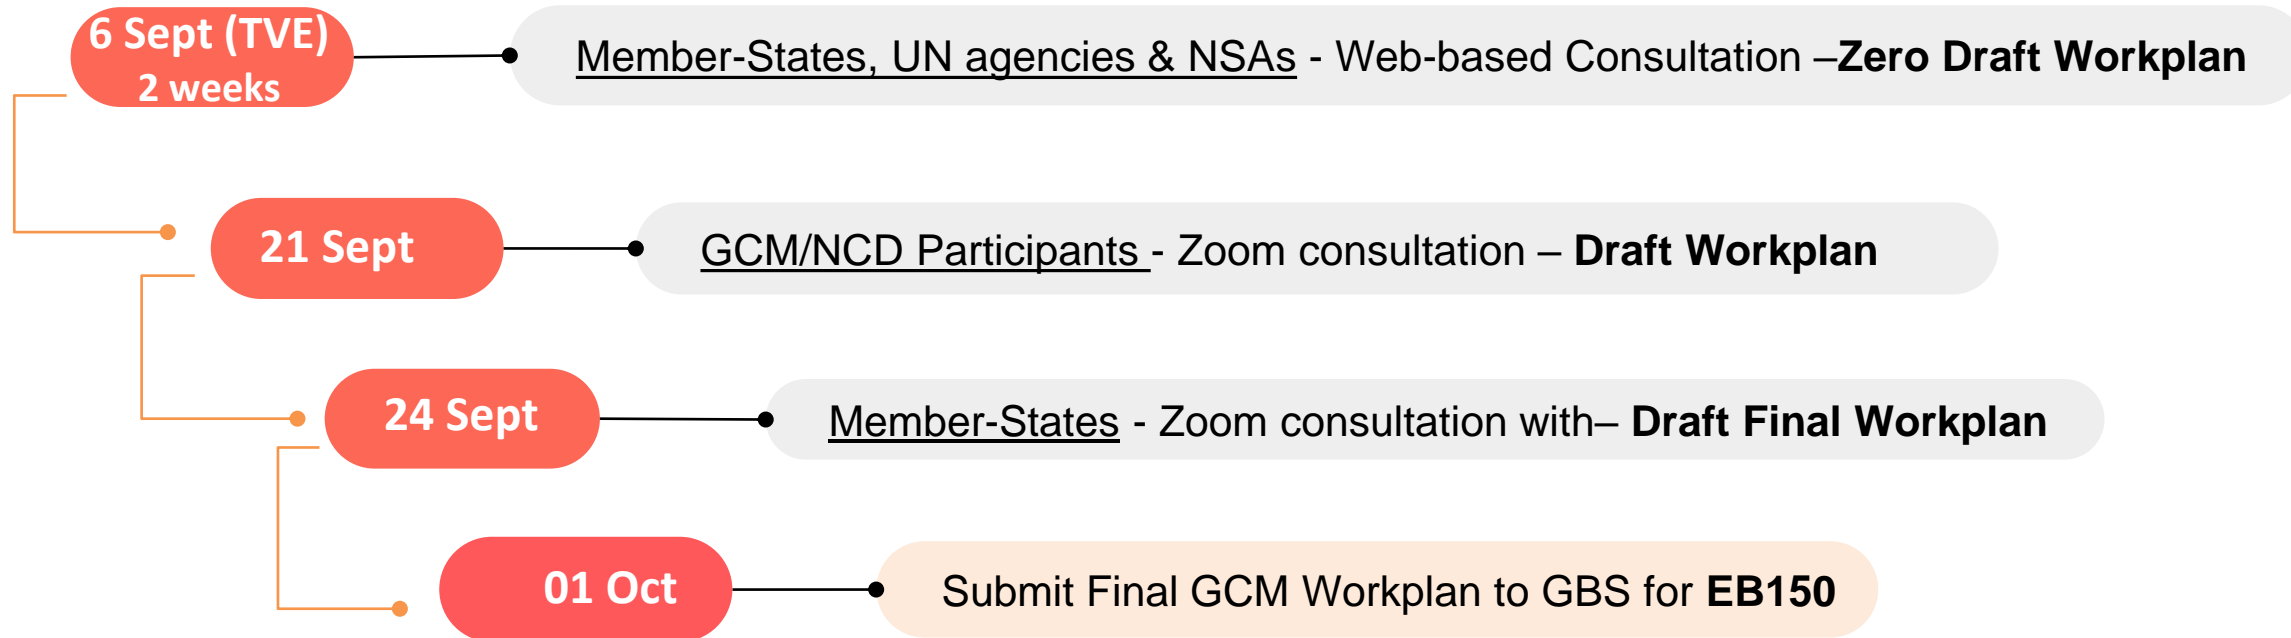 6 Sept (TVE)
2 weeks
Member-States, UN agencies & NSAs - Web-based Consultation –Zero Draft Workplan
21 Sept
GCM/NCD Participants - Zoom consultation – Draft Workplan
24 Sept
Member-States - Zoom consultation with– Draft Final Workplan
01 Oct
Submit Final GCM Workplan to GBS for EB150